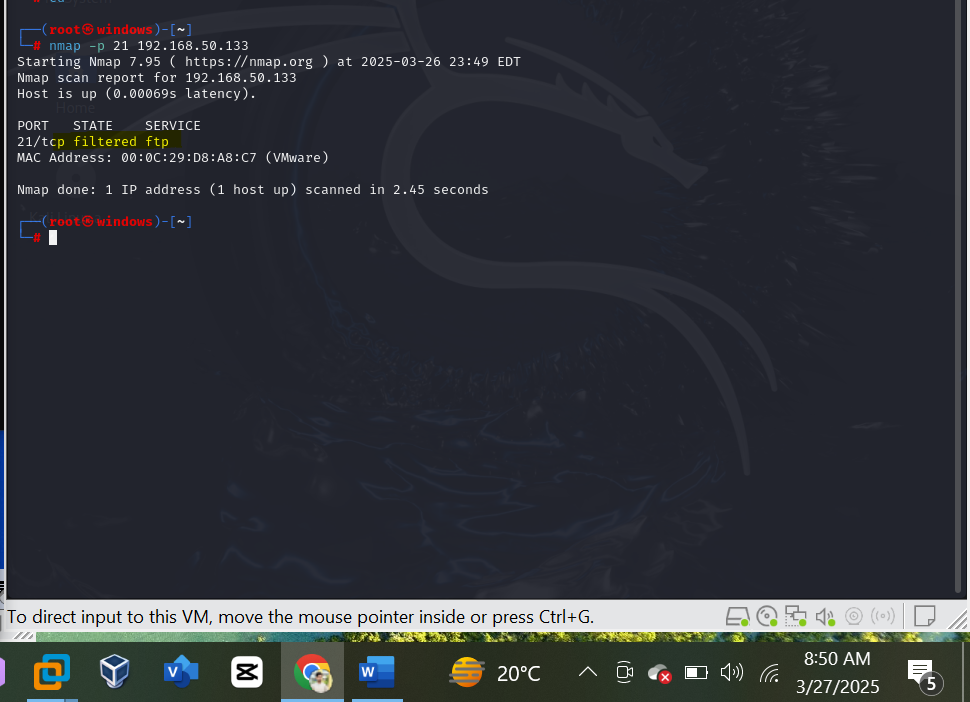 ┌──(root㉿windows)-[~]
└─# nmap -p 21 192.168.50.133
Starting Nmap 7.95 ( https://nmap.org ) at 2025-03-26 23:49 EDT
Nmap scan report for 192.168.50.133
Host is up (0.00069s latency).
Home
PORT   STATE    SERVICE
21/tcp filtered ftp
MAC Address: 00:0C:29:D8:A8:C7 (VMware)
Nmap done: 1 IP address (1 host up) scanned in 2.45 seconds
┌──(root㉿windows)-[~]
└─#
To direct input to this VM, move the mouse pointer inside or press Ctrl+G.
V
W
20°C
8:50 AM
3/27/2025
5